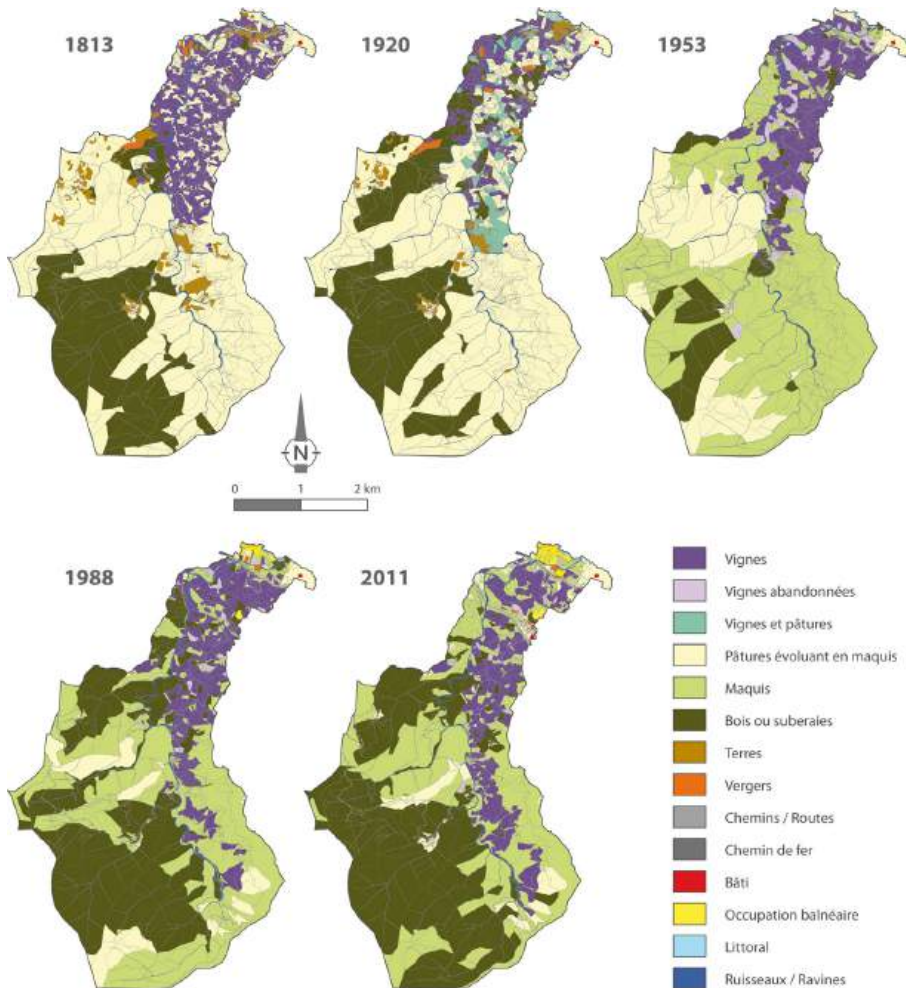 1813
1920
1953
N
0 1 2 km
1988
2011
Vignes
Vignes abandonnées
Vignes et pâtures
Pâtures évoluant en maquis
Maquis
Bois ou suberaies
Terres
Vergers
Chemins / Routes
Chemin de fer
Bâti
Occupation balnéaire
Littoral
Ruisseaux / Ravines